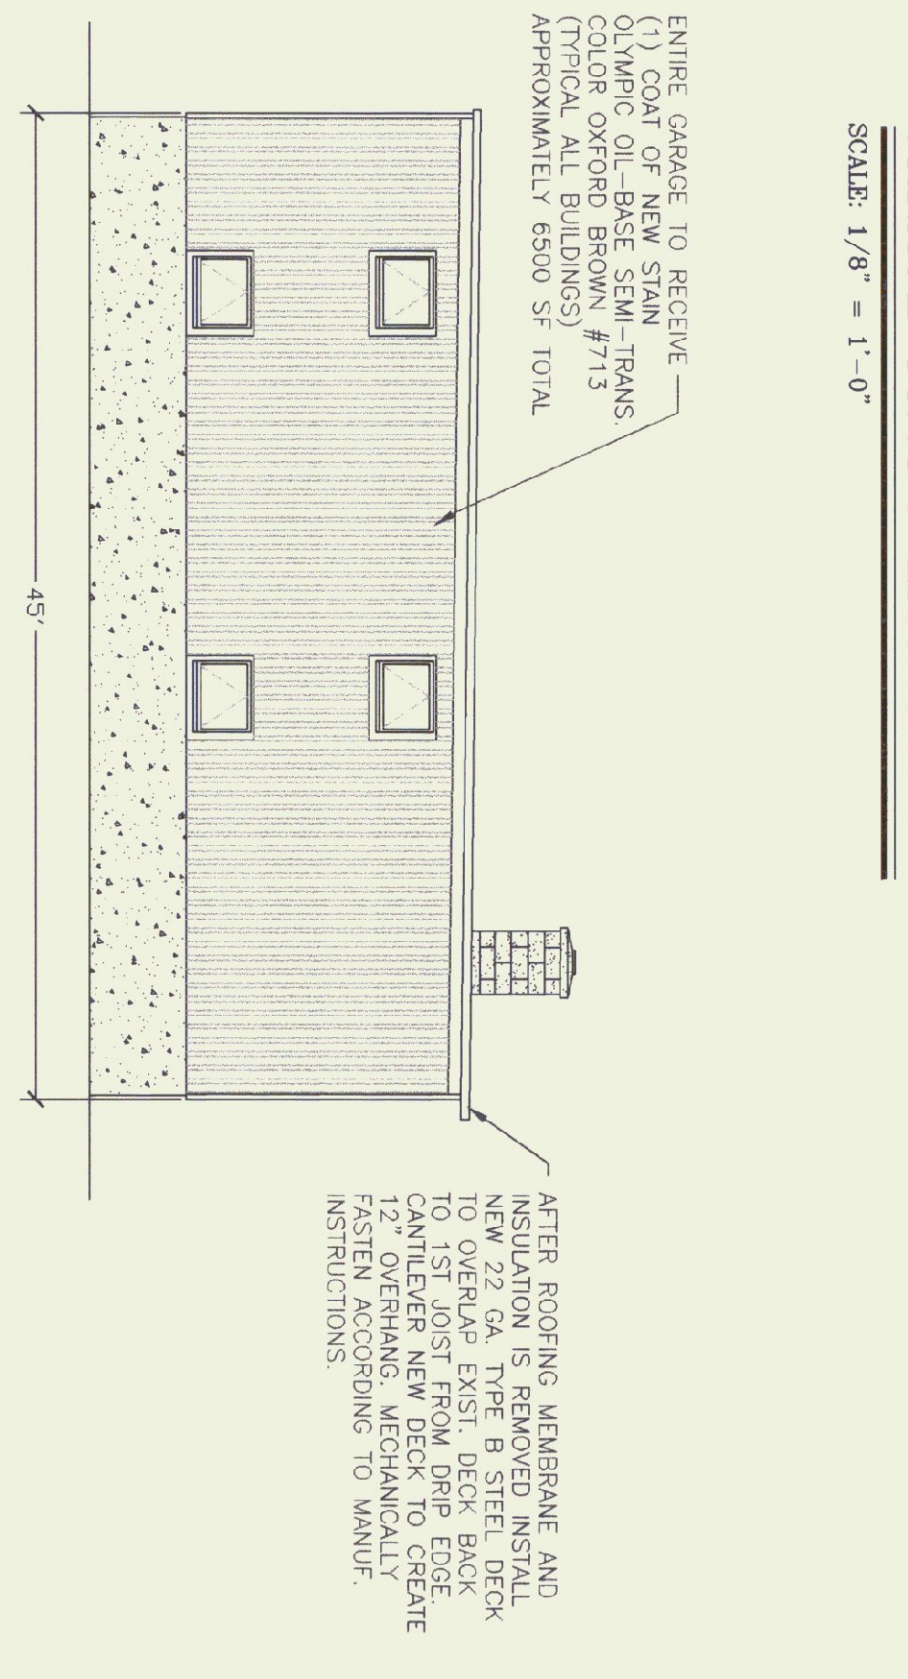 SCALE: 1/8" = 1'-0"
ENTIRE GARAGE TO RECEIVE
(1) COAT OF NEW STAIN
OLYMPIC OIL-BASE SEMI-TRANS.
COLOR OXFORD BROWN #713
(TYPICAL ALL BUILDINGS)
APPROXIMATELY 6500 SF TOTAL
AFTER ROOFING MEMBRANE AND
INSULATION IS REMOVED INSTALL
NEW 22 GA. TYPE B STEEL DECK
TO OVERLAP EXIST. DECK BACK
TO 1ST JOIST FROM DRIP EDGE.
CANTILEVER NEW DECK TO CREATE
12" OVERHANG. MECHANICALLY
FASTEN ACCORDING TO MANUF.
INSTRUCTIONS.
45'